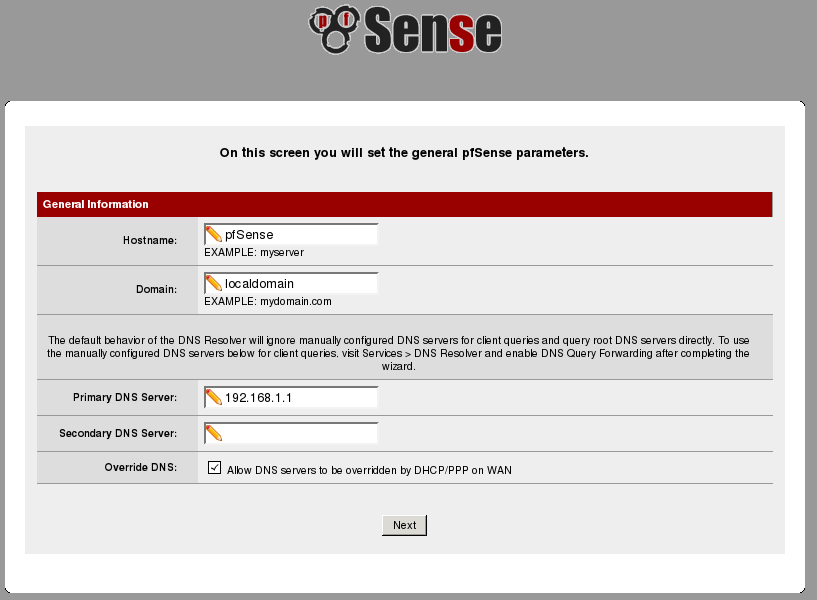 pf Sense
On this screen you will set the general pfSense parameters.
General Information
Hostname: pfSense
EXAMPLE: myserver
Domain: localdomain
EXAMPLE: mydomain.com
The default behavior of the DNS Resolver will ignore manually configured DNS servers for client queries and query root DNS servers directly. To use
the manually configured DNS servers below for client queries, visit Services > DNS Resolver and enable DNS Query Forwarding after completing the
wizard.
Primary DNS Server: 192.168.1.1
Secondary DNS Server:
Override DNS: Allow DNS servers to be overridden by DHCP/PPP on WAN
Next